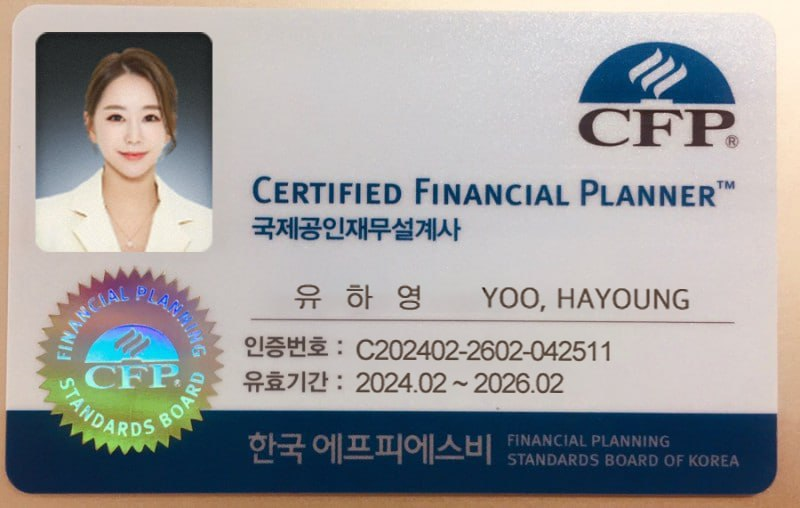 CFP®
CERTIFIED FINANCIAL PLANNER™
국제공인재무설계사
유 하 영 YOO, HAYOUNG
인증번호 : C202402-2602-042511
유효기간 : 2024.02 ~ 2026.02
FINANCIAL PLANNING
CFP®
STANDARDS BOARD
한국 에프피에스비 FINANCIAL PLANNING
STANDARDS BOARD OF KOREA